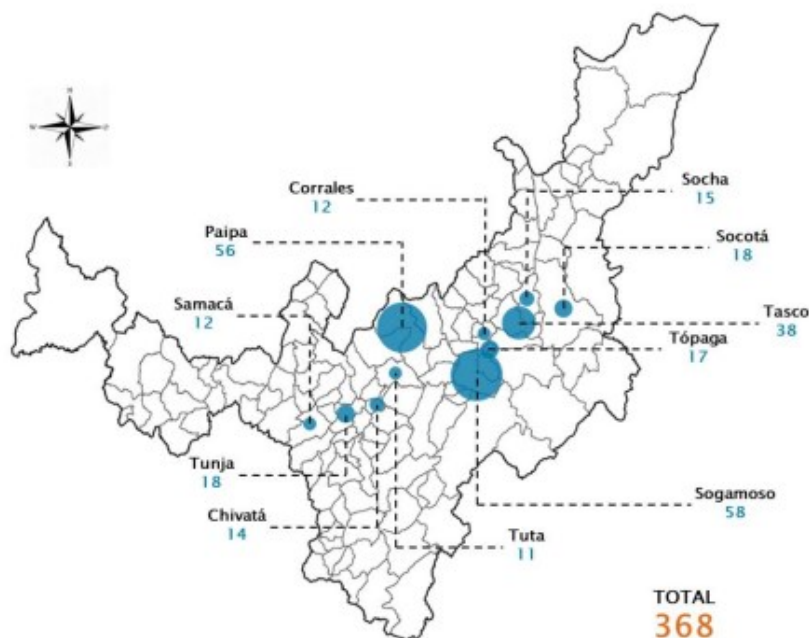 Corrales
12
Socha
15
Paipa
56
Socotá
18
Samacá
12
Tasco
38
Tópaga
17
Tunja
18
Sogamoso
58
Chivatá
14
Tuta
11
TOTAL
368